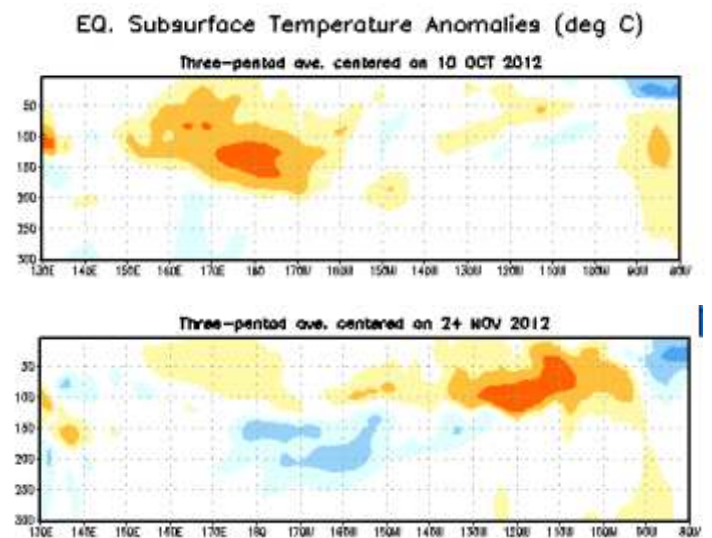 EQ. Subsurface Temperature Anomalies (deg C)
Three-pentad ave. centered on 10 OCT 2012
50
100
150
200
250
300
130E 140E 150E 160E 170E 180 170W 160W 150W 140W 130W 120W 110W 100W 90W 80W
Three-pentad ave. centered on 24 NOV 2012
50
100
150
200
250
300
130E 140E 150E 160E 170E 180 170W 160W 150W 140W 130W 120W 110W 100W 90W 80W